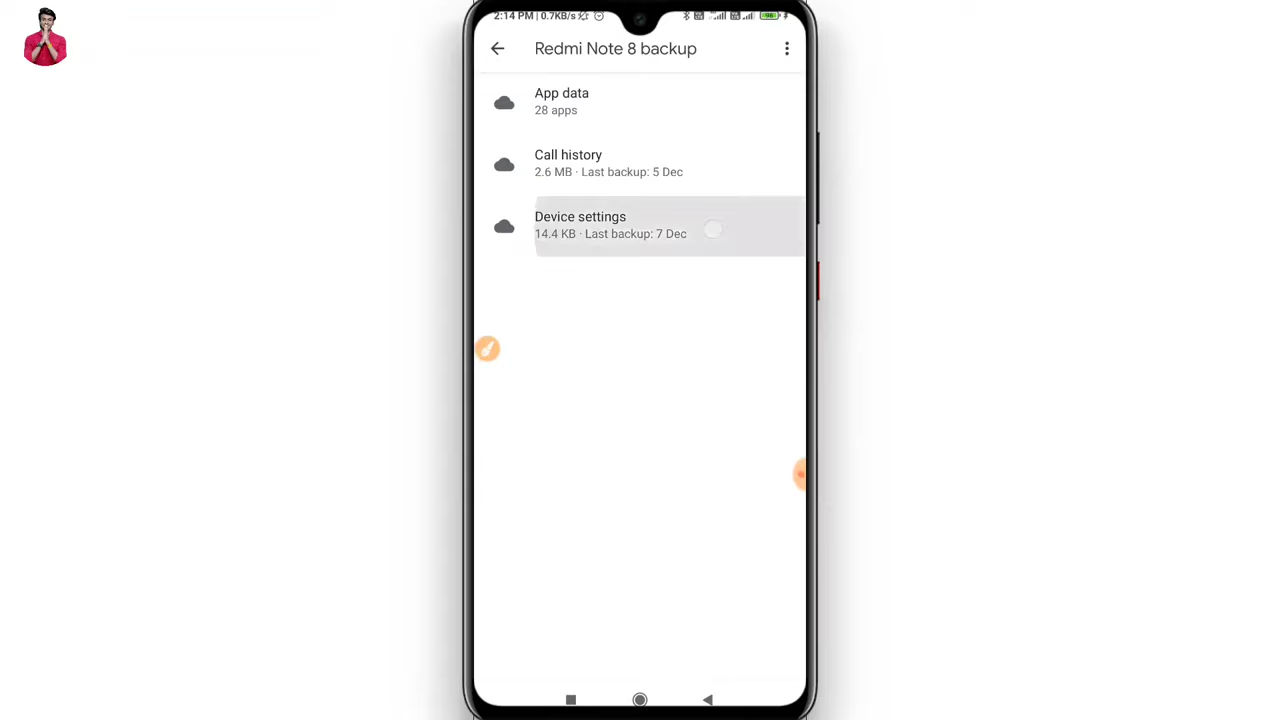 2:14 PM | 0.7KB/s
96
Redmi Note 8 backup
App data
28 apps
Call history
2.6 MB · Last backup: 5 Dec
Device settings
14.4 KB · Last backup: 7 Dec